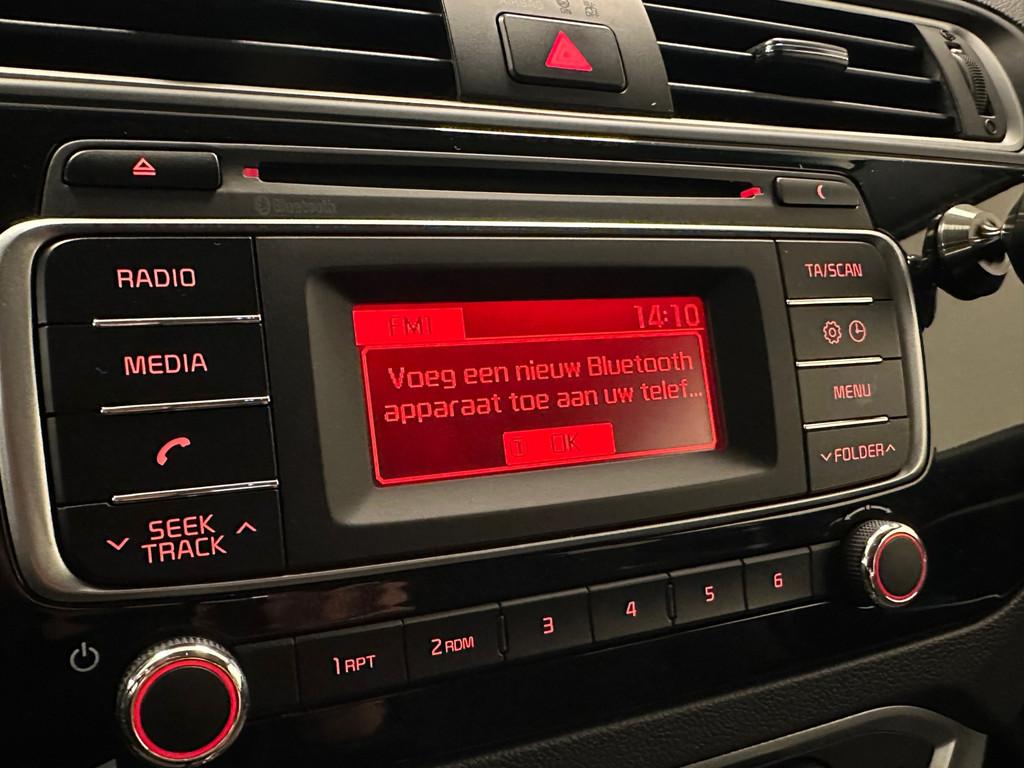 Bluetooth
RADIO
MEDIA
SEEK
TRACK
FM1
14:10
Voeg een nieuw Bluetooth
apparaat toe aan uw telef...
1 OK
TA/SCAN
MENU
FOLDER
1 RPT
2 RDM
3
4
5
6